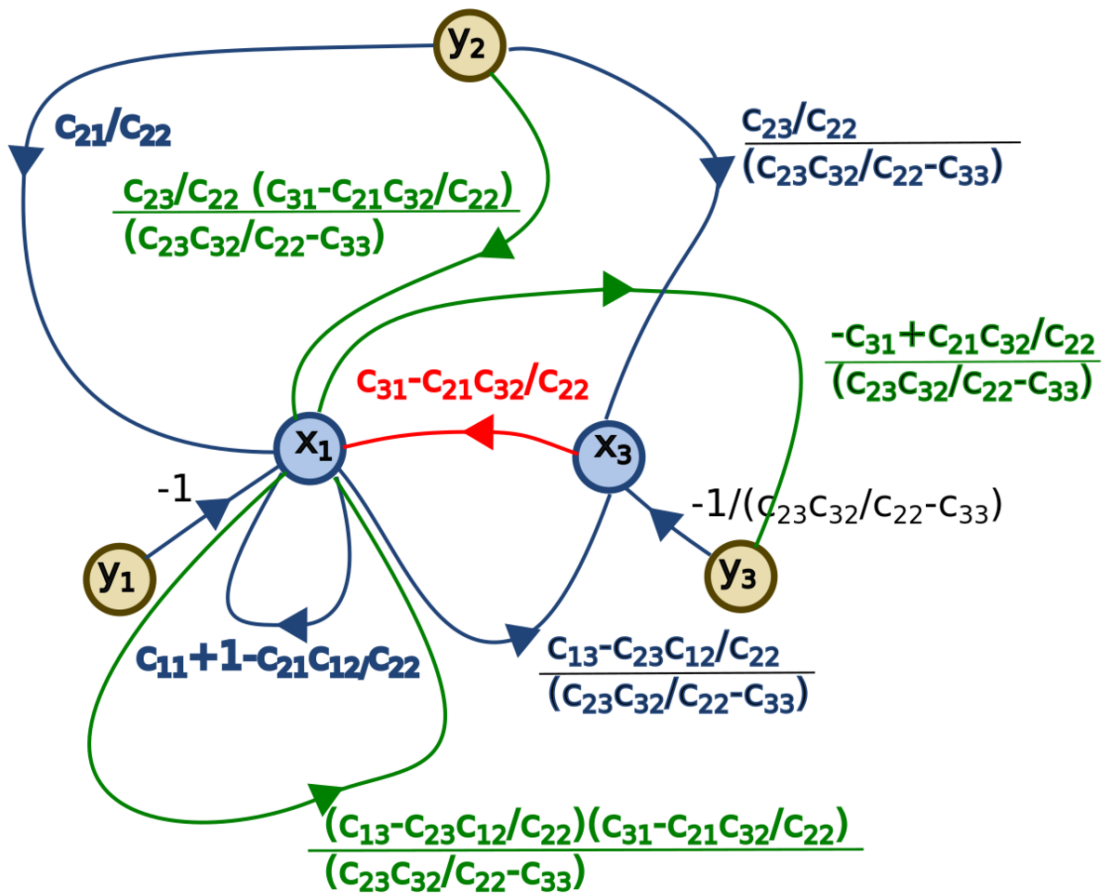 y₂
c₂₁/c₂₂
c₂₃/c₂₂
(c₂₃c₃₂/c₂₂-c₃₃)
c₂₃/c₂₂ (c₃₁-c₂₁c₃₂/c₂₂)
(c₂₃c₃₂/c₂₂-c₃₃)
-c₃₁+c₂₁c₃₂/c₂₂
(c₂₃c₃₂/c₂₂-c₃₃)
c₃₁-c₂₁c₃₂/c₂₂
x₁
x₃
-1
-1/(c₂₃c₃₂/c₂₂-c₃₃)
y₁
y₃
c₁₁+1-c₂₁c₁₂/c₂₂
c₁₃-c₂₃c₁₂/c₂₂
(c₂₃c₃₂/c₂₂-c₃₃)
(c₁₃-c₂₃c₁₂/c₂₂)(c₃₁-c₂₁c₃₂/c₂₂)
(c₂₃c₃₂/c₂₂-c₃₃)